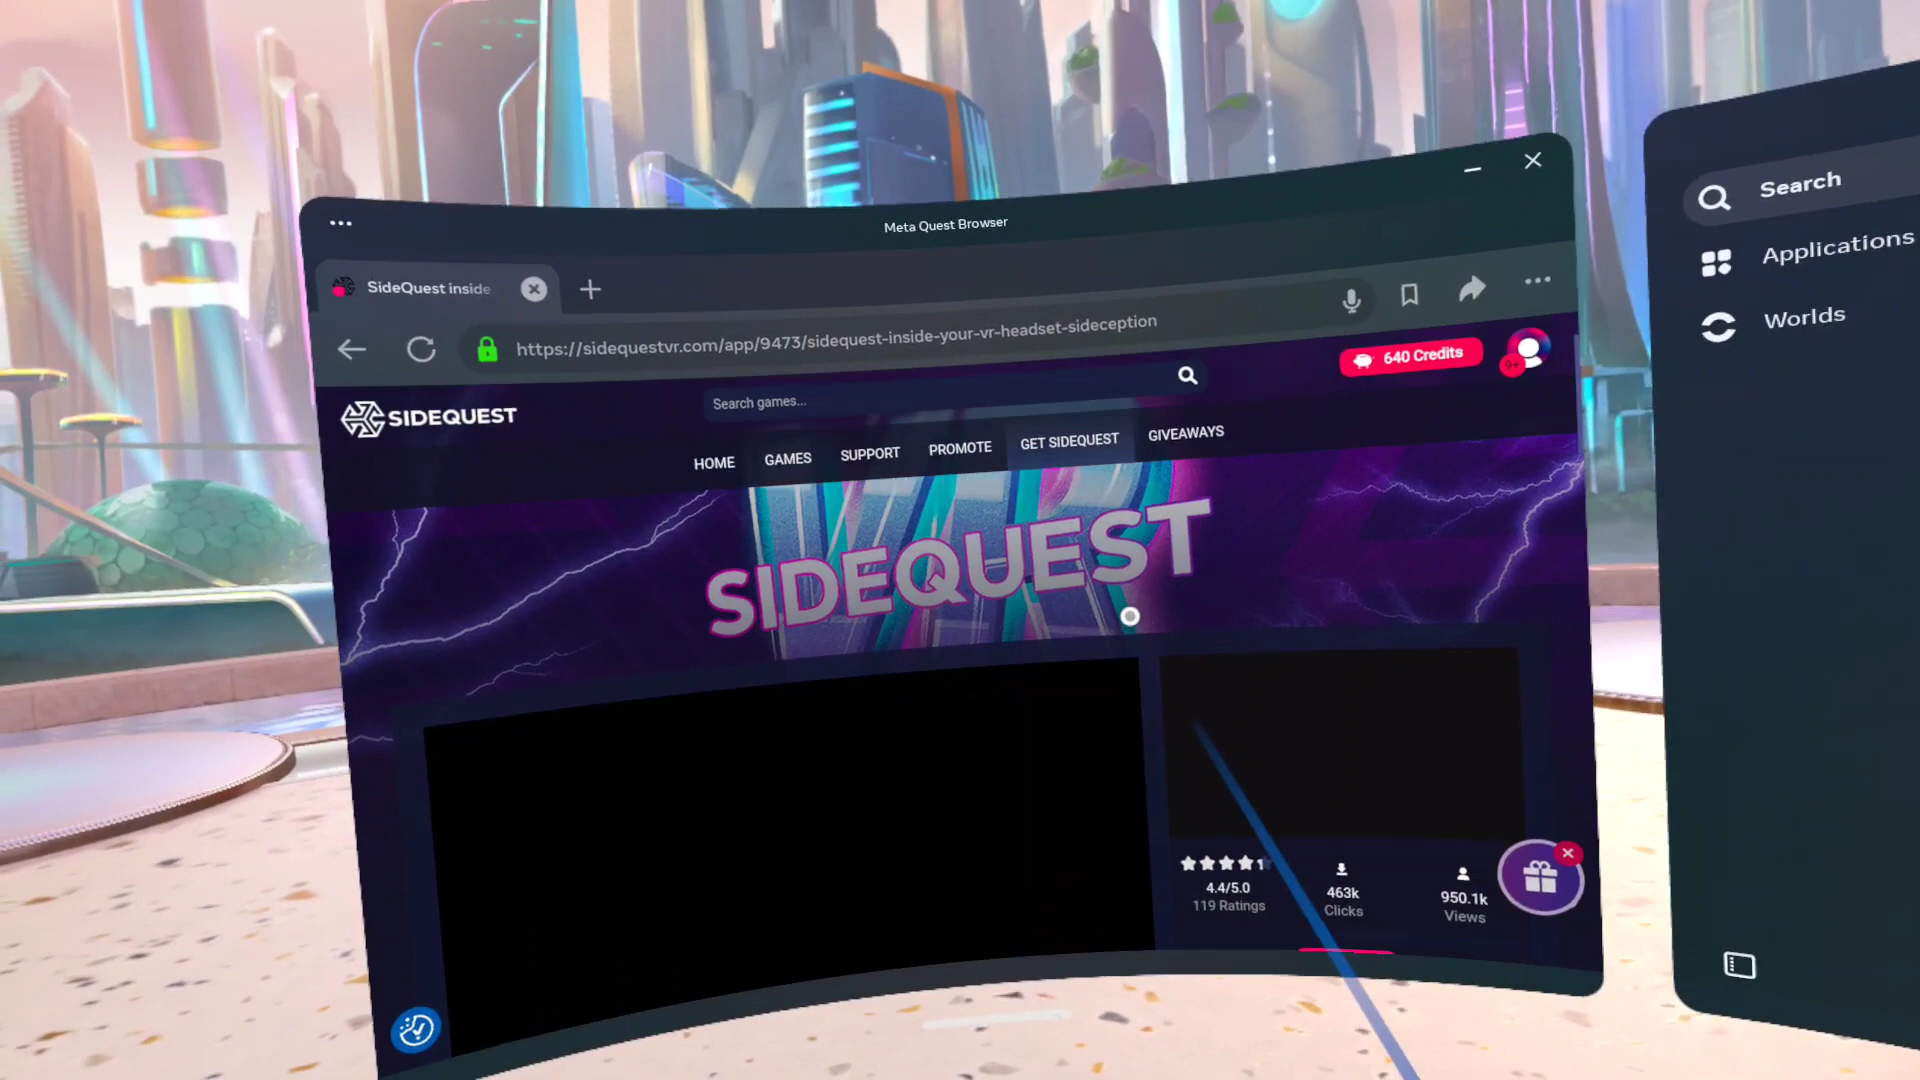 Meta Quest Browser
SideQuest inside
https://sidequestvr.com/app/9473/sidequest-inside-your-vr-headset-sideception
640 Credits
9+
SIDEQUEST
Search games...
HOME
GAMES
SUPPORT
PROMOTE
GET SIDEQUEST
GIVEAWAYS
SIDEQUEST
4.4/5.0
119 Ratings
463k
Clicks
950.1k
Views
Search
Applications
Worlds